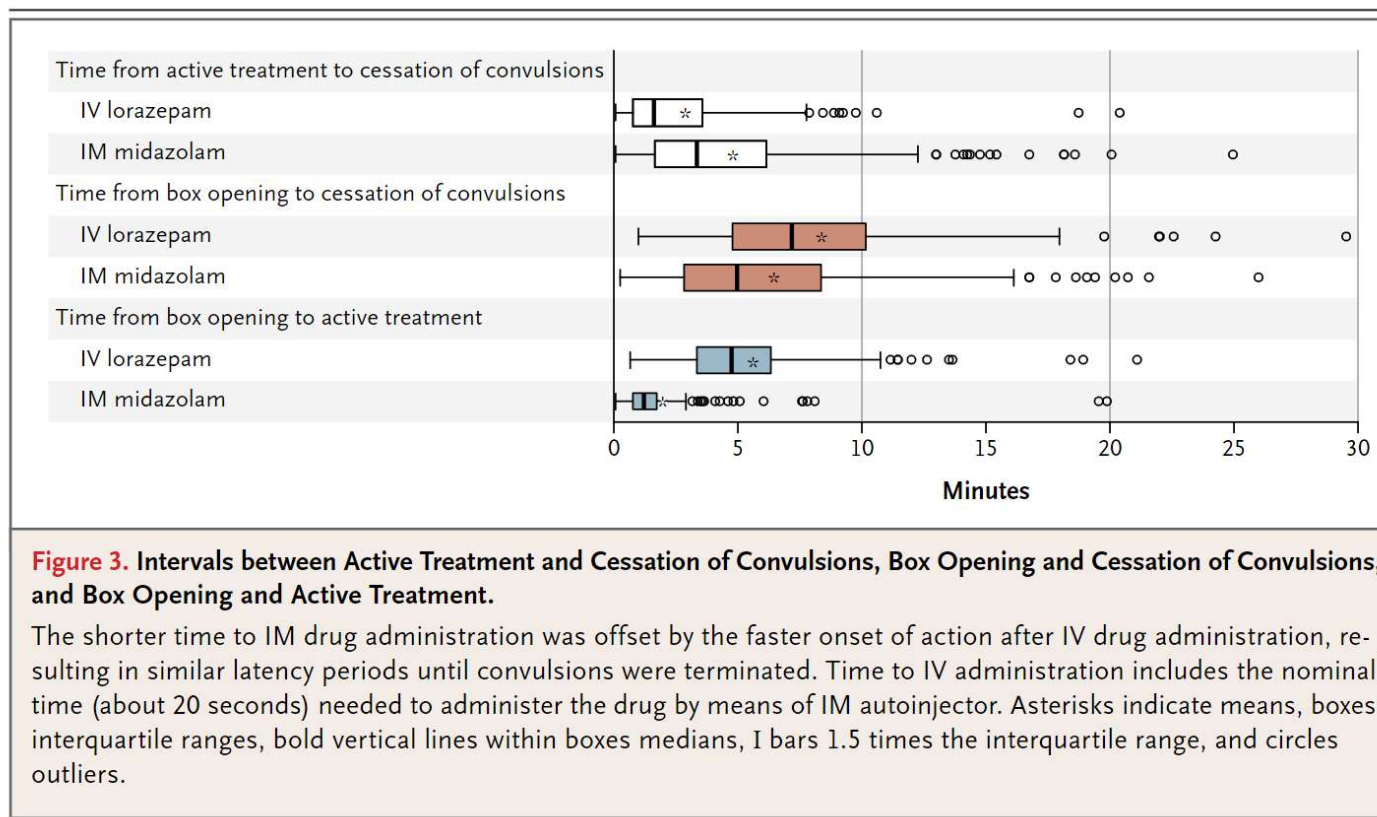 Time from active treatment to cessation of convulsions
IV lorazepam
IM midazolam
Time from box opening to cessation of convulsions
IV lorazepam
IM midazolam
Time from box opening to active treatment
IV lorazepam
IM midazolam
0 5 10 15 20 25 30
Minutes
Figure 3. Intervals between Active Treatment and Cessation of Convulsions, Box Opening and Cessation of Convulsions,
and Box Opening and Active Treatment.
The shorter time to IM drug administration was offset by the faster onset of action after IV drug administration, re-
sulting in similar latency periods until convulsions were terminated. Time to IV administration includes the nominal
time (about 20 seconds) needed to administer the drug by means of IM autoinjector. Asterisks indicate means, boxes
interquartile ranges, bold vertical lines within boxes medians, I bars 1.5 times the interquartile range, and circles
outliers.